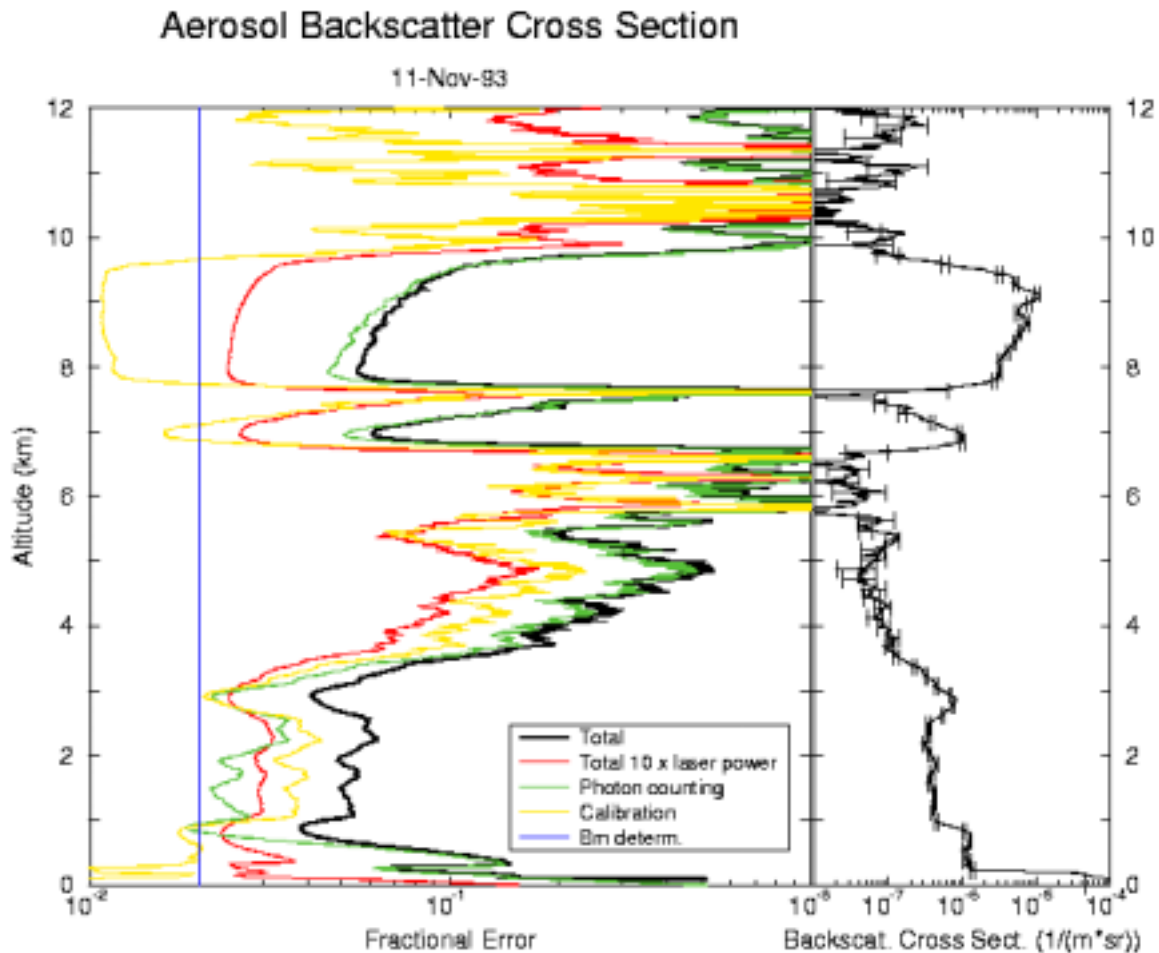 Aerosol Backscatter Cross Section
11-Nov-93
12
10
8
6
4
2
0
Altitude (km)
Total
Total 10 x laser power
Photon counting
Calibration
Bm determ.
12
10
8
6
4
2
0
10^-2 10^-1 10^-8 10^-7 10^-6 10^-5 10^-4
Fractional Error
Backscat. Cross Sect. (1/(m*sr))